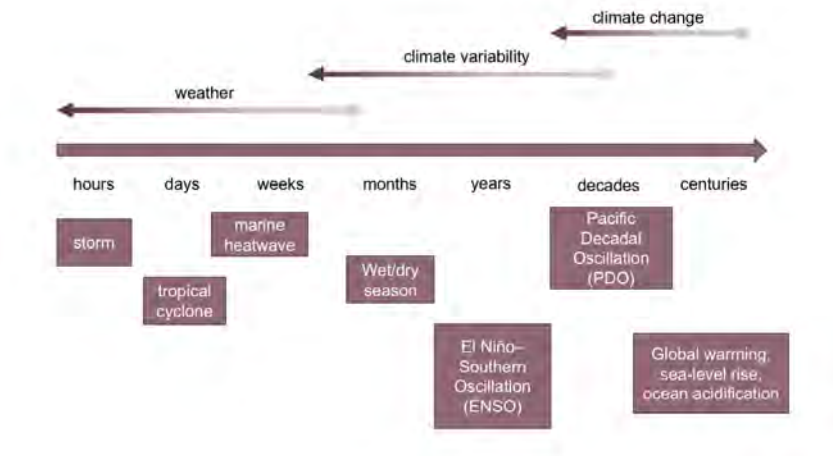 climate change
climate variability
weather
hours days weeks months years decades centuries
storm
tropical
cyclone
marine
heatwave
Wet/dry
season
El Niño–
Southern
Oscillation
(ENSO)
Pacific
Decadal
Oscillation
(PDO)
Global warming,
sea-level rise,
ocean acidification